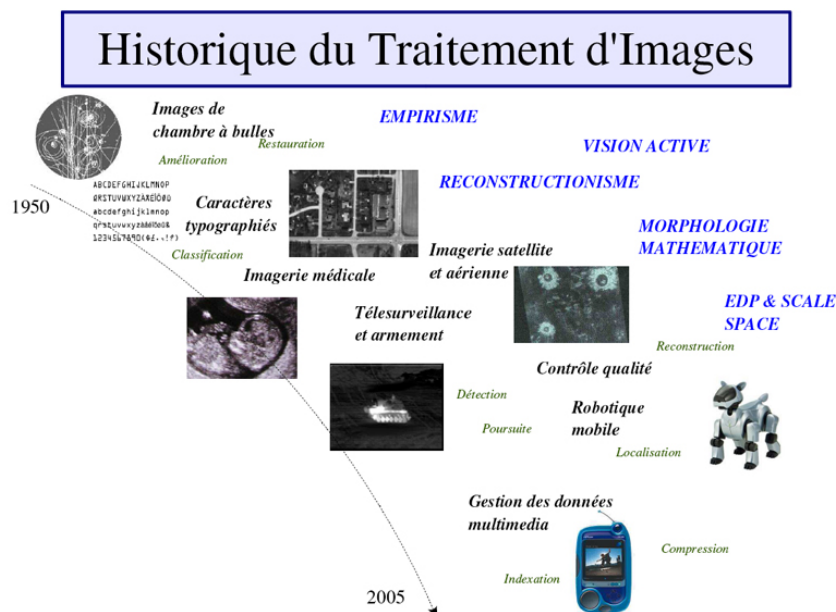 Historique du Traitement d'Images
Images de
chambre à bulles
EMPIRISME
Restauration
VISION ACTIVE
Amélioration
RECONSTRUCTIONISME
ABCDEFGHIJKLMNOP
abcdefghijklmnop
1950
Caractères
typographiés
MORPHOLOGIE
MATHEMATIQUE
Classification
Imagerie satellite
et aérienne
Imagerie médicale
EDP & SCALE
SPACE
Télesurveillance
et armement
Reconstruction
Contrôle qualité
Détection
Robotique
mobile
Poursuite
Localisation
Gestion des données
multimedia
Compression
Indexation
2005